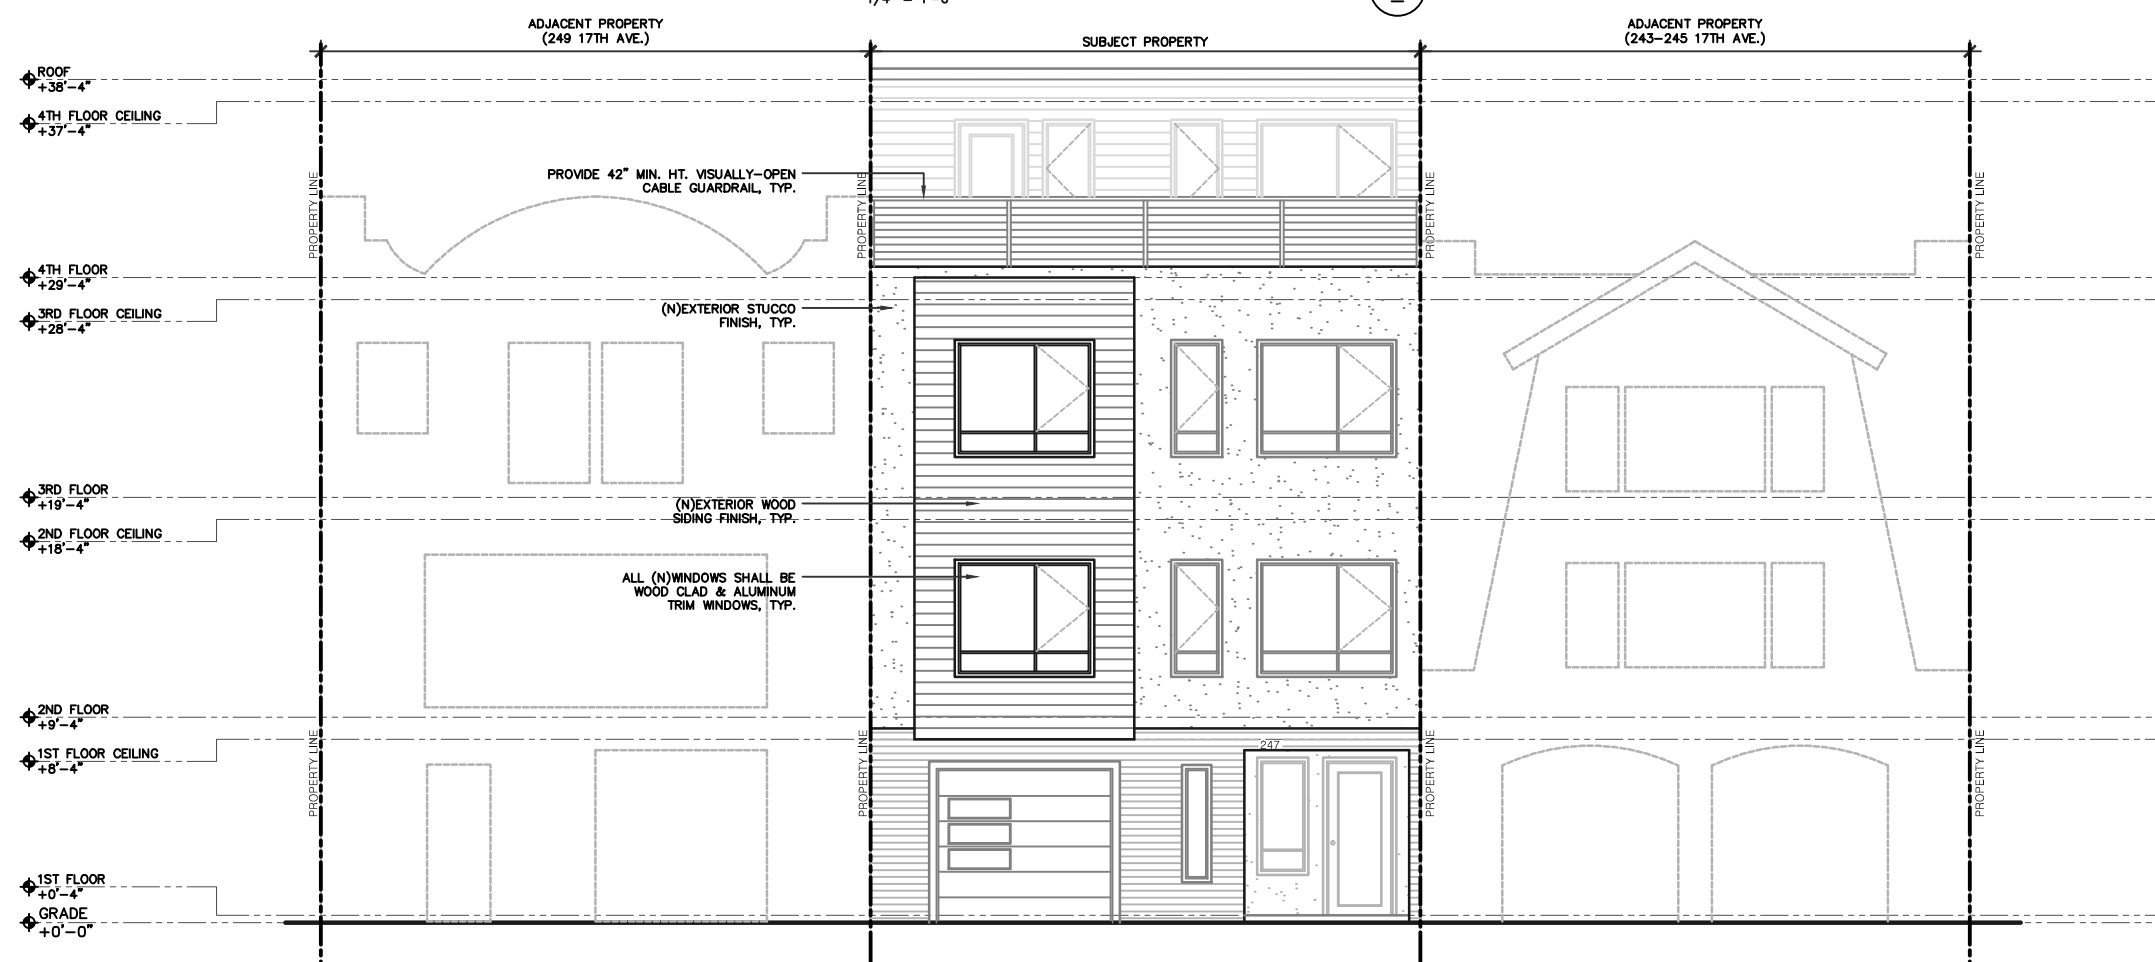 ADJACENT PROPERTY
(249 17TH AVE.)
SUBJECT PROPERTY
ADJACENT PROPERTY
(243-245 17TH AVE.)
ROOF
+38'-4"
4TH FLOOR CEILING
+37'-4"
PROVIDE 42" MIN. HT. VISUALLY-OPEN
CABLE GUARDRAIL, TYP.
PROPERTY LINE
PROPERTY LINE
PROPERTY LINE
PROPERTY LINE
4TH FLOOR
+29'-4"
3RD FLOOR CEILING
+28'-4"
(N)EXTERIOR STUCCO
FINISH, TYP.
3RD FLOOR
+19'-4"
2ND FLOOR CEILING
+18'-4"
(N)EXTERIOR WOOD
SIDING FINISH, TYP.
ALL (N)WINDOWS SHALL BE
WOOD CLAD & ALUMINUM
TRIM WINDOWS, TYP.
2ND FLOOR
+9'-4"
1ST FLOOR CEILING
+8'-4"
247
PROPERTY LINE
PROPERTY LINE
PROPERTY LINE
PROPERTY LINE
1ST FLOOR
+0'-4"
GRADE
+0'-0"